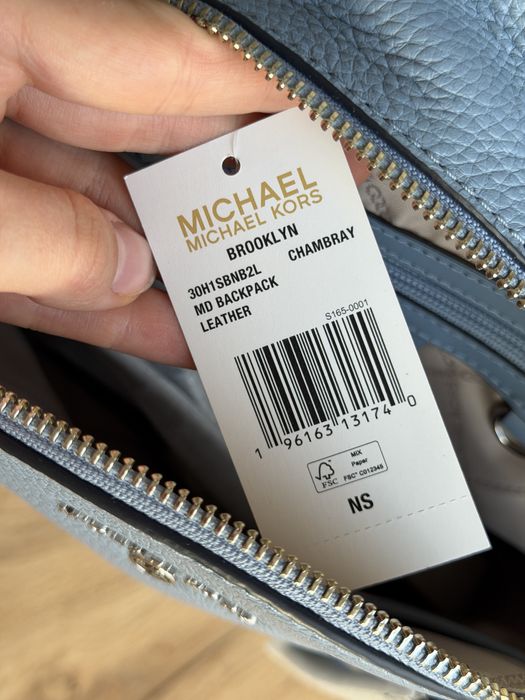 MICHAEL
MICHAEL KORS
BROOKLYN
30H1SBNB2L CHAMBRAY
MD BACKPACK
LEATHER
S165-0001
1 96163 13174 0
FSC
MIX
Paper
FSC® C012345
NS